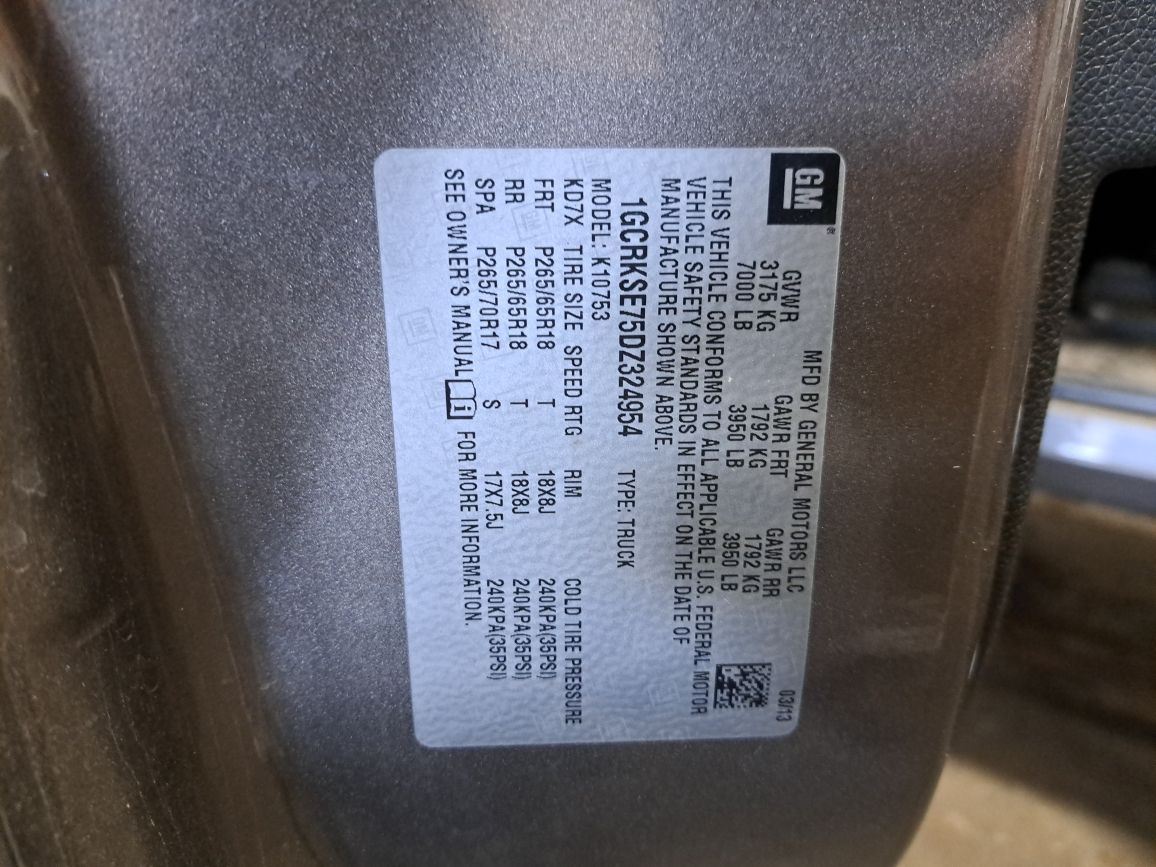 GM ®
MFD BY GENERAL MOTORS LLC 03/13
GVWR GAWR FRT GAWR RR
3175 KG 1792 KG 1792 KG
7000 LB 3950 LB 3950 LB
THIS VEHICLE CONFORMS TO ALL APPLICABLE U.S. FEDERAL MOTOR
VEHICLE SAFETY STANDARDS IN EFFECT ON THE DATE OF
MANUFACTURE SHOWN ABOVE.
1GCRKSE75DZ324954 TYPE: TRUCK
MODEL: K10753
KD7X TIRE SIZE SPEED RTG RIM COLD TIRE PRESSURE
FRT P265/65R18 T 18X8J 240KPA(35PSI)
RR P265/65R18 T 18X8J 240KPA(35PSI)
SPA P265/70R17 S 17X7.5J 240KPA(35PSI)
SEE OWNER'S MANUAL i FOR MORE INFORMATION.